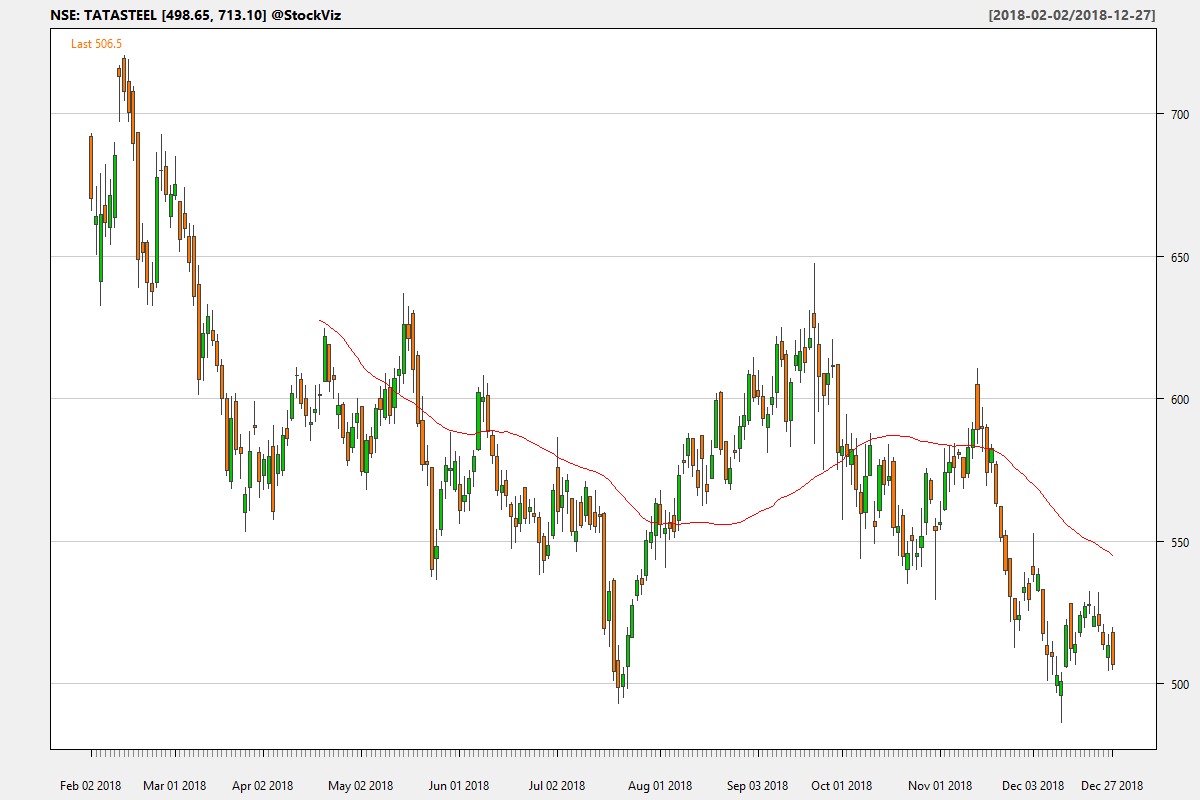 NSE: TATASTEEL [498.65, 713.10] @StockViz
[2018-02-02/2018-12-27]
Last 506.5
700
650
600
550
500
Feb 02 2018
Mar 01 2018
Apr 02 2018
May 02 2018
Jun 01 2018
Jul 02 2018
Aug 01 2018
Sep 03 2018
Oct 01 2018
Nov 01 2018
Dec 03 2018
Dec 27 2018